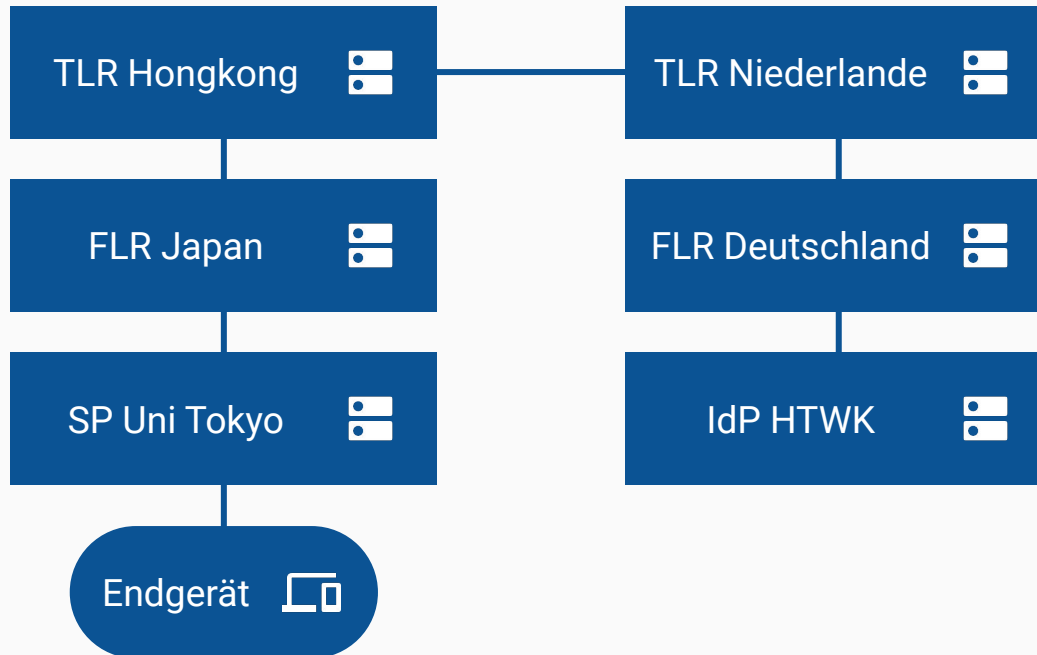 TLR Hongkong
TLR Niederlande
FLR Japan
FLR Deutschland
SP Uni Tokyo
IdP HTWK
Endgerät